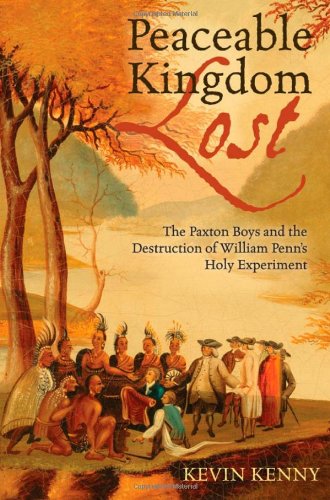 Peaceable
Kingdom
Lost
The Paxton Boys and the
Destruction of William Penn's
Holy Experiment
KEVIN KENNY